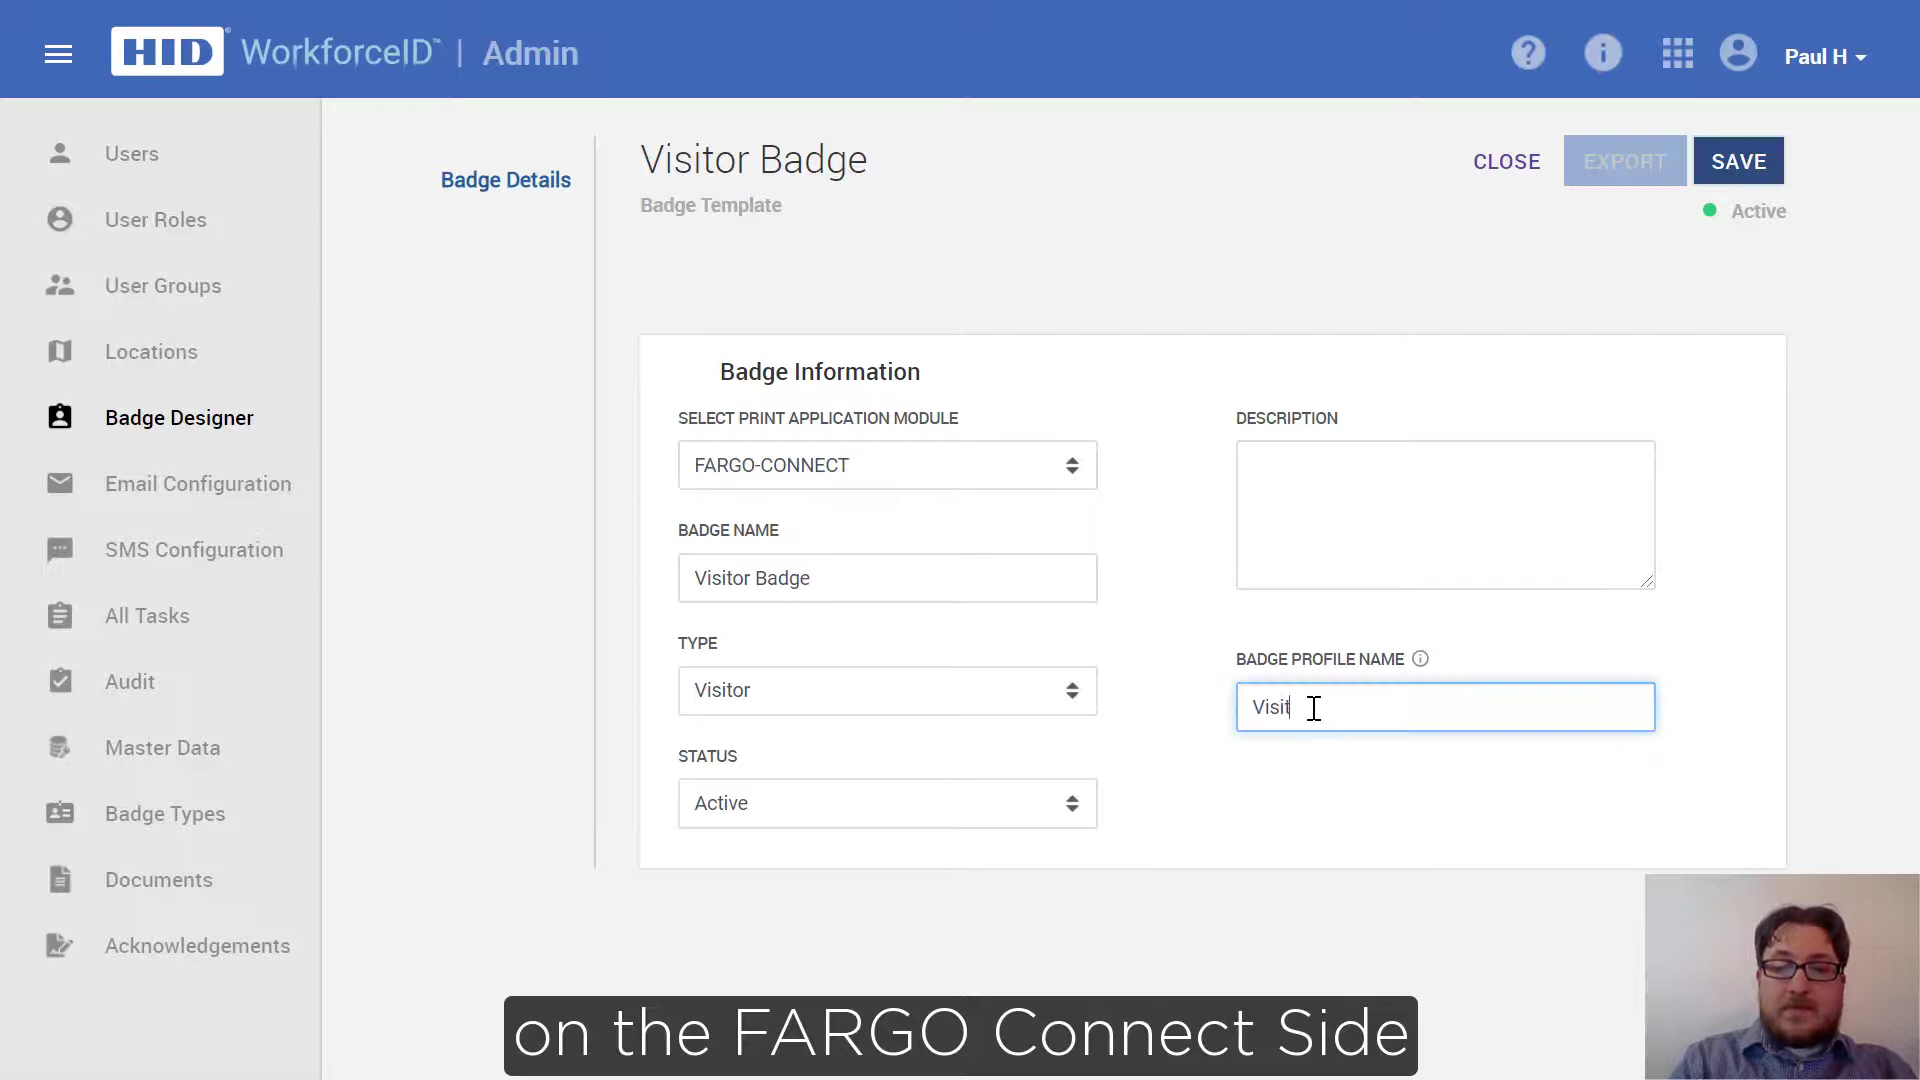 HID WorkforceID™ | Admin
Paul H
Users
User Roles
User Groups
Locations
Badge Designer
Email Configuration
SMS Configuration
All Tasks
Audit
Master Data
Badge Types
Documents
Acknowledgements
Badge Details
Visitor Badge
Badge Template
CLOSE
EXPORT
SAVE
Active
Badge Information
SELECT PRINT APPLICATION MODULE
FARGO-CONNECT
BADGE NAME
Visitor Badge
TYPE
Visitor
STATUS
Active
DESCRIPTION
BADGE PROFILE NAME
Visit
on the FARGO Connect Side